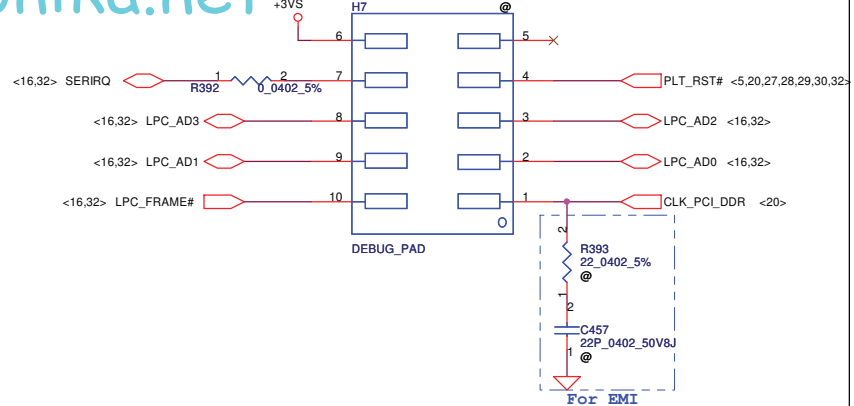 +3VS
H7
@
6
5
<16,32> SERIRQ
1
2
7
4
PLT_RST# <5,20,27,28,29,30,32>
R392
0_0402_5%
<16,32> LPC_AD3
8
3
LPC_AD2 <16,32>
<16,32> LPC_AD1
9
2
LPC_AD0 <16,32>
<16,32> LPC_FRAME#
10
1
CLK_PCI_DDR <20>
O
DEBUG_PAD
2
R393
22_0402_5%
@
1
2
C457
22P_0402_50V8J
1
@
For EMI